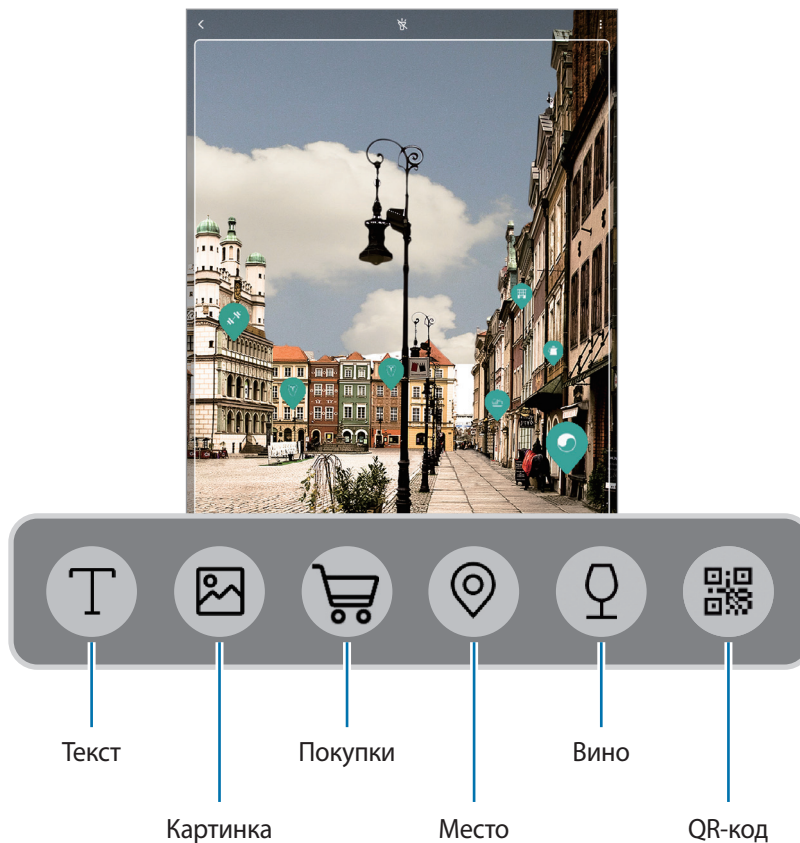 Текст
Покупки
Вино
Картинка
Место
QR-код